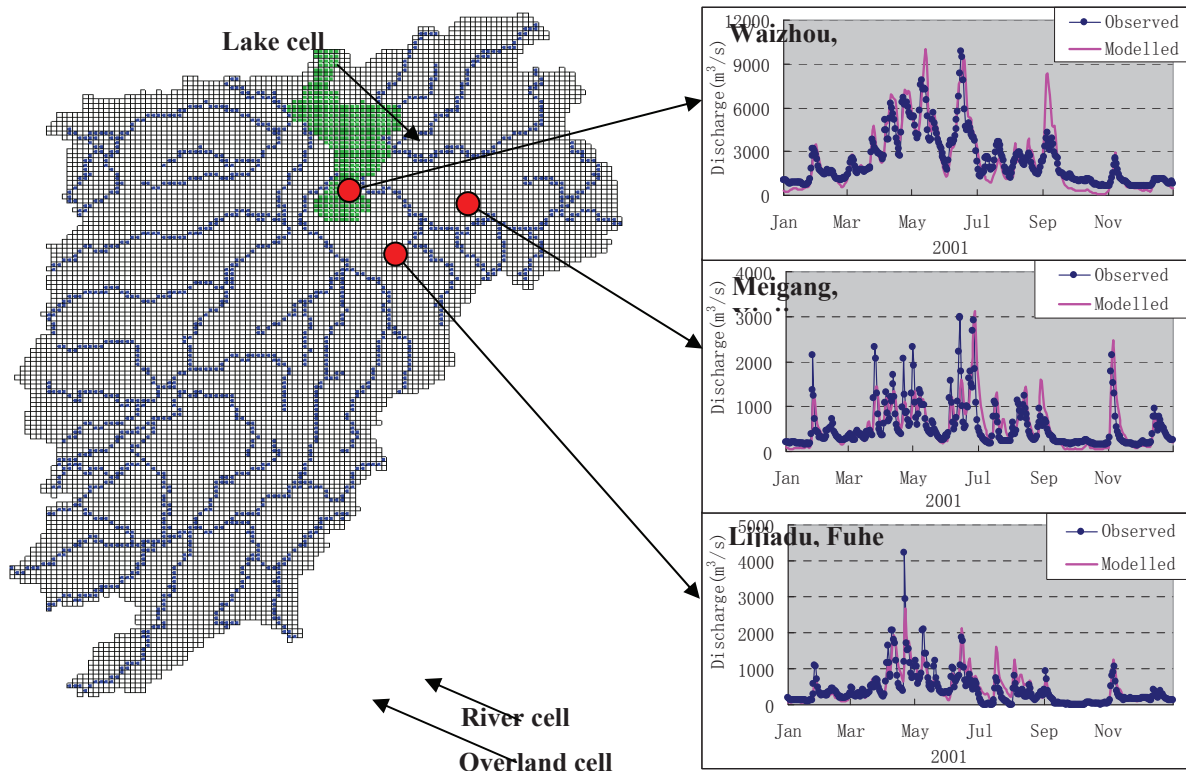 Lake cell
River cell
Overland cell
Waizhou,
Observed
Modelled
Discharge(m³/s)
12000
9000
6000
3000
0
Jan Mar May Jul Sep Nov
2001
Meigang,
Observed
Modelled
Discharge(m³/s)
4000
3000
2000
1000
0
Jan Mar May Jul Sep Nov
2001
Lijiadu, Fuhe
Observed
Modelled
Discharge(m³/s)
5000
4000
3000
2000
1000
0
Jan Mar May Jul Sep Nov
2001